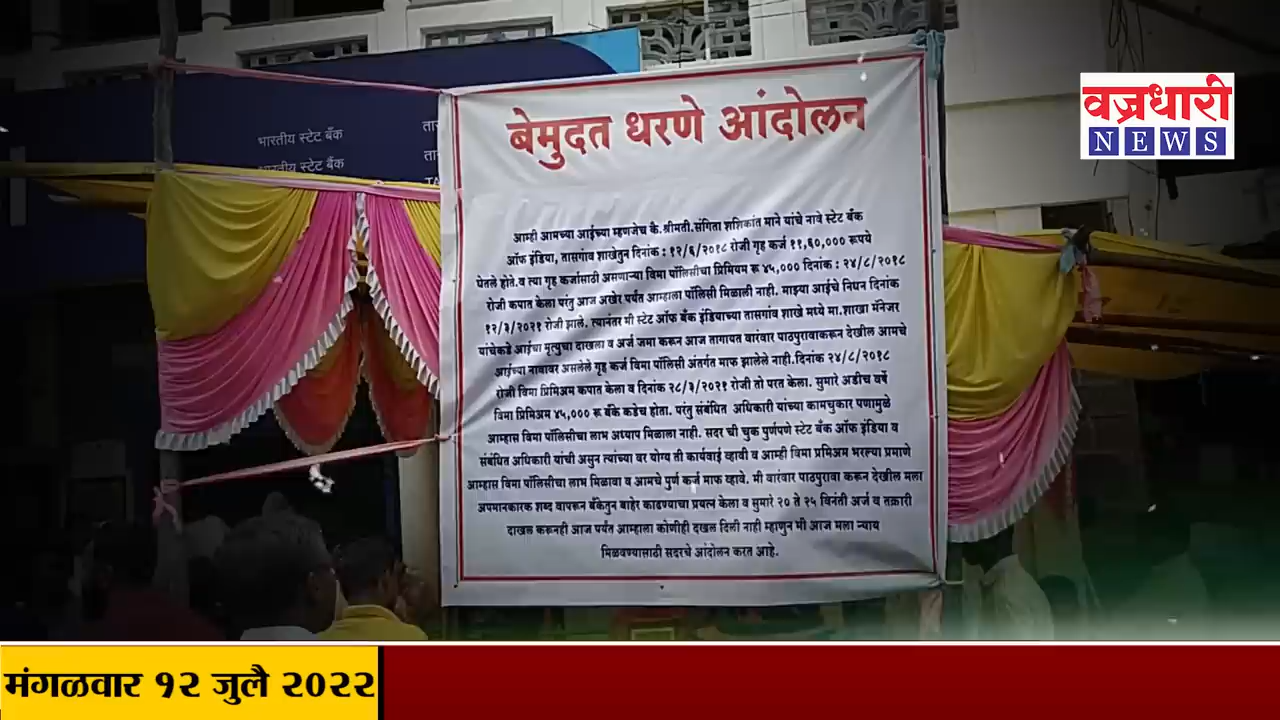 वज्रधारी
NEWS
भारतीय स्टेट बँक
भारतीय स्टेट बँक
बेमुदत धरणे आंदोलन
आम्ही आमच्या आईच्या म्हणजेच कै.श्रीमती.संगिता शशिकांत माने यांचे नावे स्टेट बँक
ऑफ इंडिया, तासगांव शाखेतुन दिनांक : १२/६/२०१८ रोजी गृह कर्ज ११,६०,००० रूपये
घेतले होते.व त्या गृह कर्जासाठी असणाऱ्या विमा पॉलिसीचा प्रिमियम रू ४५,००० दिनांक : २४/८/२०१८
रोजी कपात केला परंतु आज अखेर पर्यंत आम्हाला पॉलिसी मिळाली नाही. माझ्या आईचे निधन दिनांक
१२/३/२०२१ रोजी झाले. त्यानंतर मी स्टेट ऑफ बँक इंडियाच्या तासगांव शाखे मध्ये मा.शाखा मॅनेजर
यांचेकडे आईचा मृत्युचा दाखला व अर्ज जमा करून आज तागायत वारंवार पाठपुरावाकरून देखील आमचे
आईच्या नावावर असलेले गृह कर्ज विमा पॉलिसी अंतर्गत माफ झालेले नाही.दिनांक २४/८/२०१८
रोजी विमा प्रिमिअम कपात केला व दिनांक २८/३/२०२१ रोजी तो परत केला. सुमारे अडीच वर्षे
विमा प्रिमिअम ४५,००० रू बँके कडेच होता. परंतु संबंधित अधिकारी यांच्या कामचुकार पणामुळे
आम्हास विमा पॉलिसीचा लाभ अध्याप मिळाला नाही. सदर ची चुक पुर्णपणे स्टेट बँक ऑफ इंडिया व
संबंधित अधिकारी यांची असुन त्यांच्या वर योग्य ती कार्यवाई व्हावी व आम्ही विमा प्रमिअम भरल्या प्रमाणे
आम्हास विमा पॉलिसीचा लाभ मिळावा व आमचे पुर्ण कर्ज माफ व्हावे. मी वारंवार पाठपुरावा करून देखील मला
अपमानकारक शब्द वापरून बँकेतुन बाहेर काढण्याचा प्रयत्न केला व सुमारे २० ते २५ विनंती अर्ज व तक्रारी
दाखल करूनही आज पर्यंत आम्हाला कोणीही दखल दिली नाही म्हणुन मी आज मला न्याय
मिळवण्यासाठी सदरचे आंदोलन करत आहे.
मंगळवार १२ जुलै २०२२